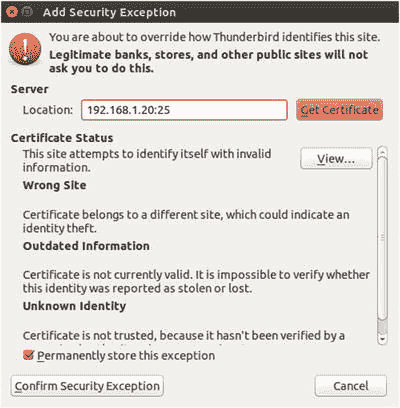 Add Security Exception
You are about to override how Thunderbird identifies this site.
Legitimate banks, stores, and other public sites will not
ask you to do this.
Server
Location: 192.168.1.20:25 Get Certificate
Certificate Status
This site attempts to identify itself with invalid View...
information.
Wrong Site
Certificate belongs to a different site, which could indicate an
identity theft.
Outdated Information
Certificate is not currently valid. It is impossible to verify whether
this identity was reported as stolen or lost.
Unknown Identity
Certificate is not trusted, because it hasn't been verified by a
Permanently store this exception
Confirm Security Exception Cancel